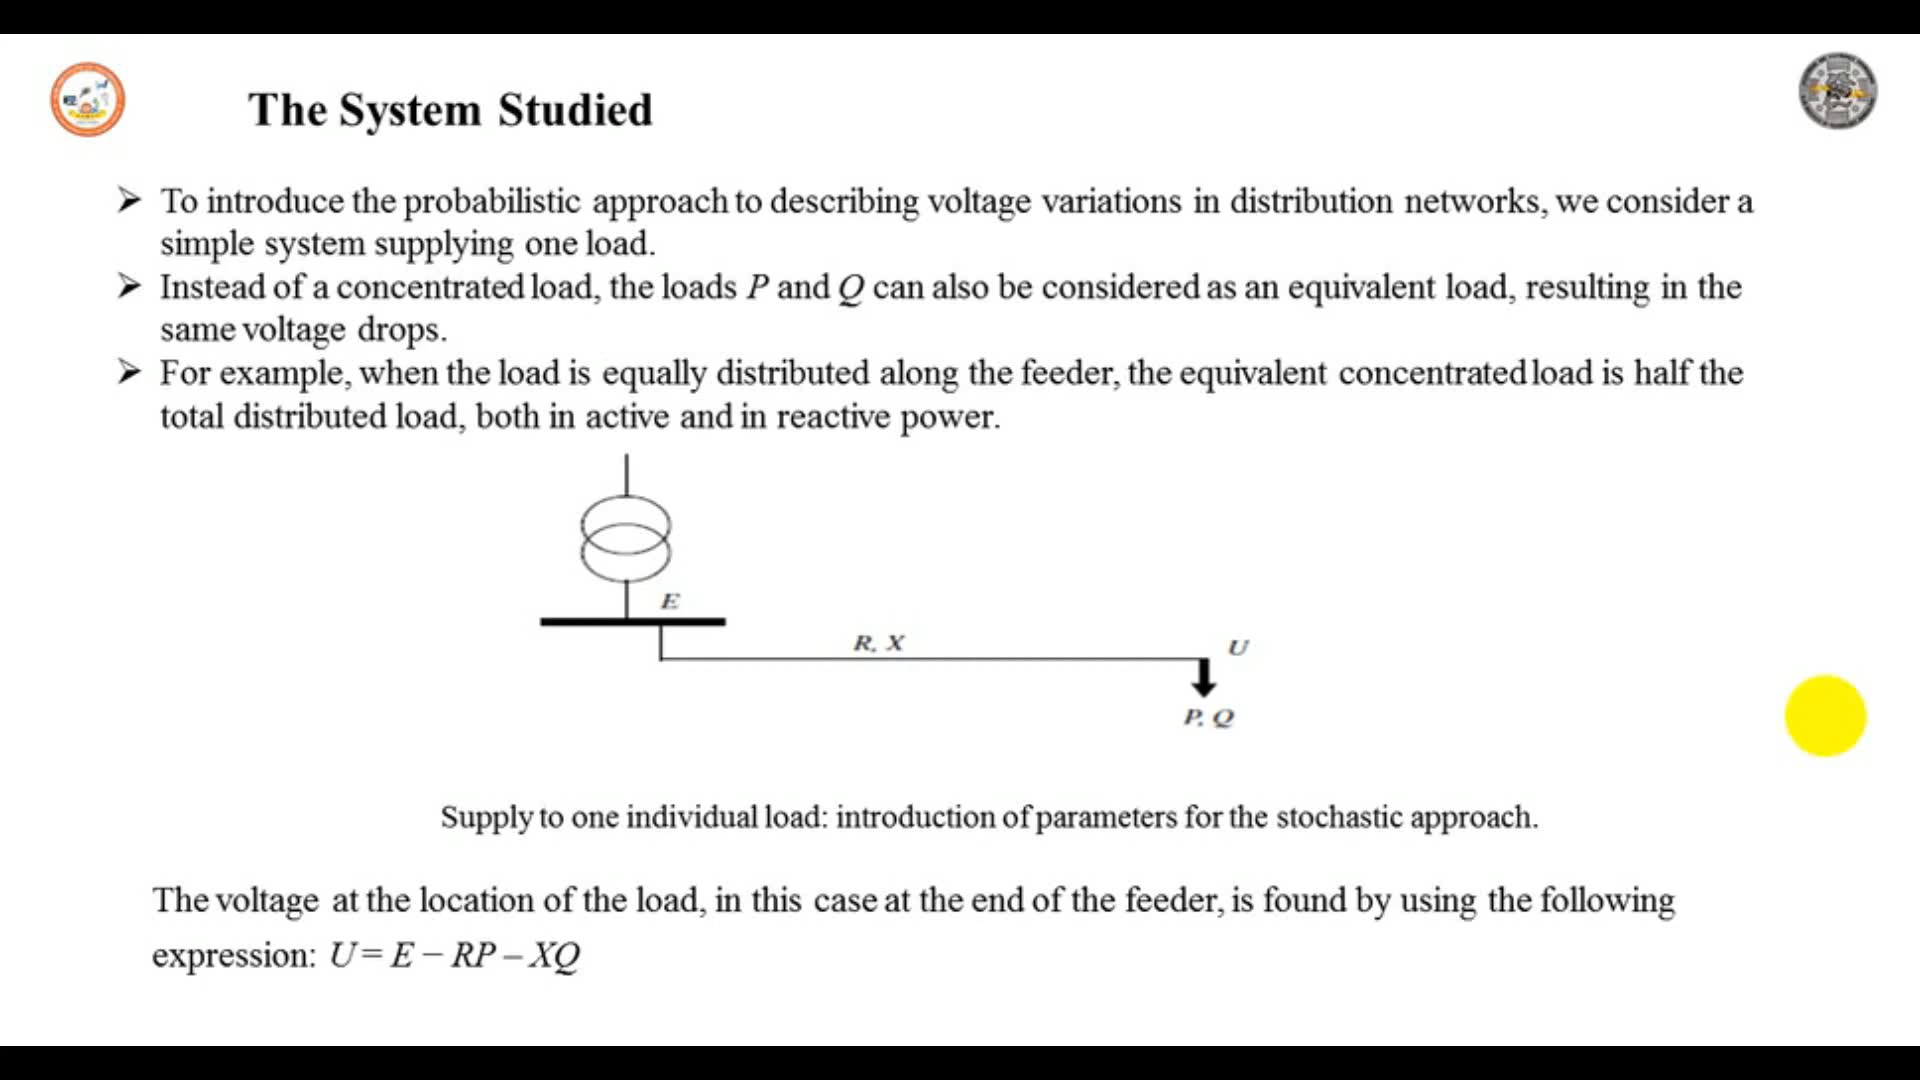 The System Studied
To introduce the probabilistic approach to describing voltage variations in distribution networks, we consider a
simple system supplying one load.
Instead of a concentrated load, the loads P and Q can also be considered as an equivalent load, resulting in the
same voltage drops.
For example, when the load is equally distributed along the feeder, the equivalent concentrated load is half the
total distributed load, both in active and in reactive power.
E
R, X
U
P, Q
Supply to one individual load: introduction of parameters for the stochastic approach.
The voltage at the location of the load, in this case at the end of the feeder, is found by using the following
expression: U = E – RP – XQ